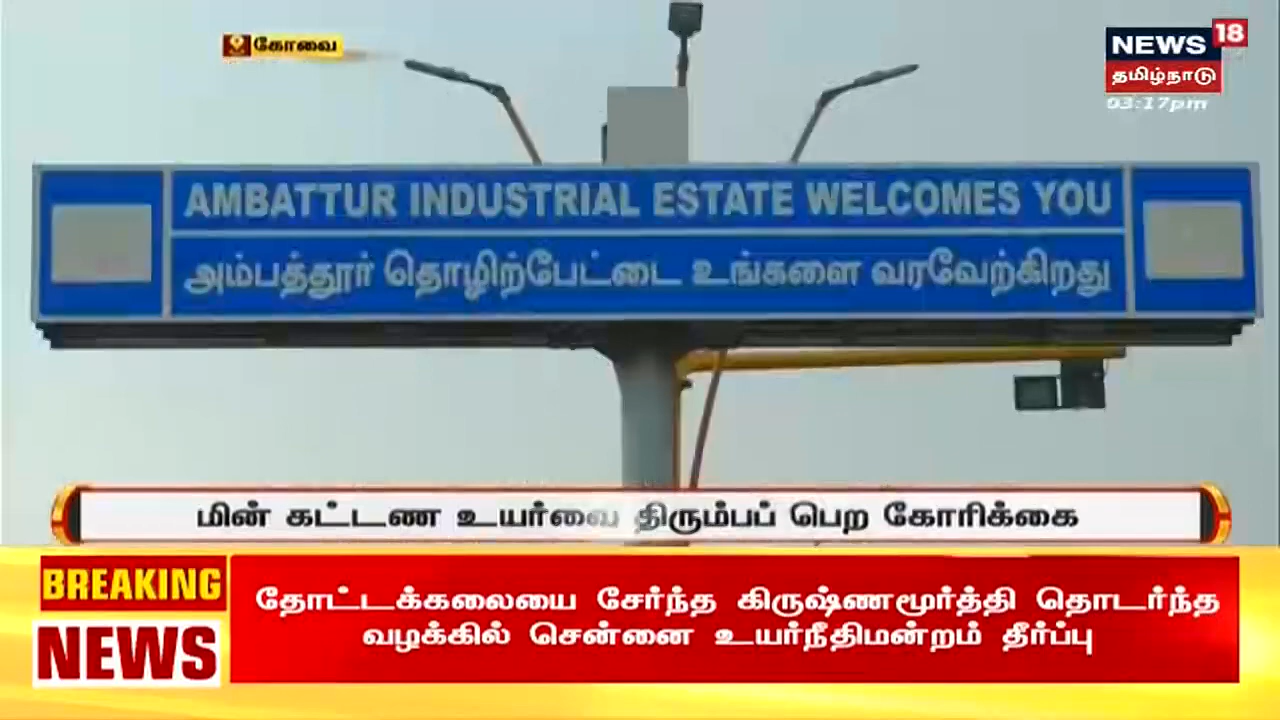 கோவை
NEWS 18
தமிழ்நாடு
03:17pm
AMBATTUR INDUSTRIAL ESTATE WELCOMES YOU
அம்பத்தூர் தொழிற்பேட்டை உங்களை வரவேற்கிறது
மின் கட்டண உயர்வை திரும்பப் பெற கோரிக்கை
BREAKING
NEWS
தோட்டக்கலையை சேர்ந்த கிருஷ்ணமூர்த்தி தொடர்ந்த
வழக்கில் சென்னை உயர்நீதிமன்றம் தீர்ப்பு